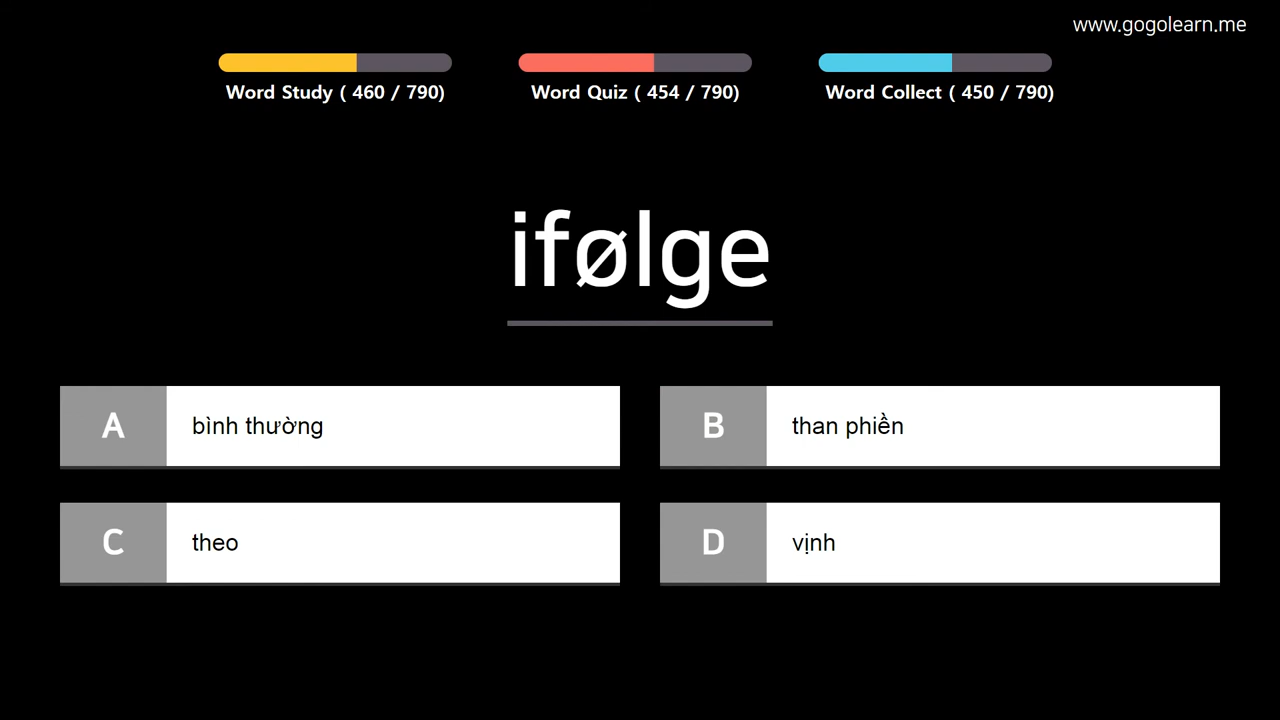 www.gogolearn.me
Word Study ( 460 / 790)
Word Quiz ( 454 / 790)
Word Collect ( 450 / 790)
ifølge
A
bình thường
B
than phiền
C
theo
D
vịnh